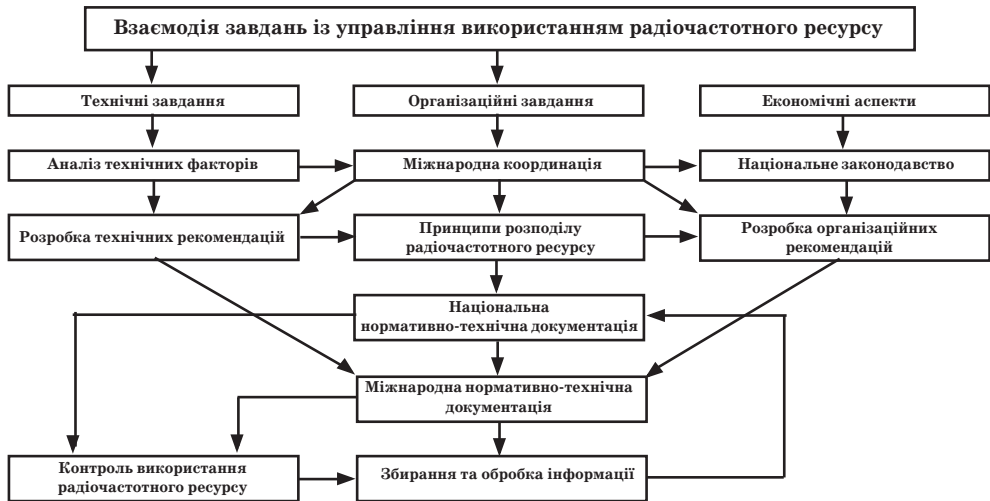 Взаємодія завдань із управління використанням радіочастотного ресурсу
Технічні завдання
Організаційні завдання
Економічні аспекти
Аналіз технічних факторів
Міжнародна координація
Національне законодавство
Розробка технічних рекомендацій
Принципи розподілу
радіочастотного ресурсу
Розробка організаційних
рекомендацій
Національна
нормативно-технічна документація
Міжнародна нормативно-технічна
документація
Контроль використання
радіочастотного ресурсу
Збирання та обробка інформації